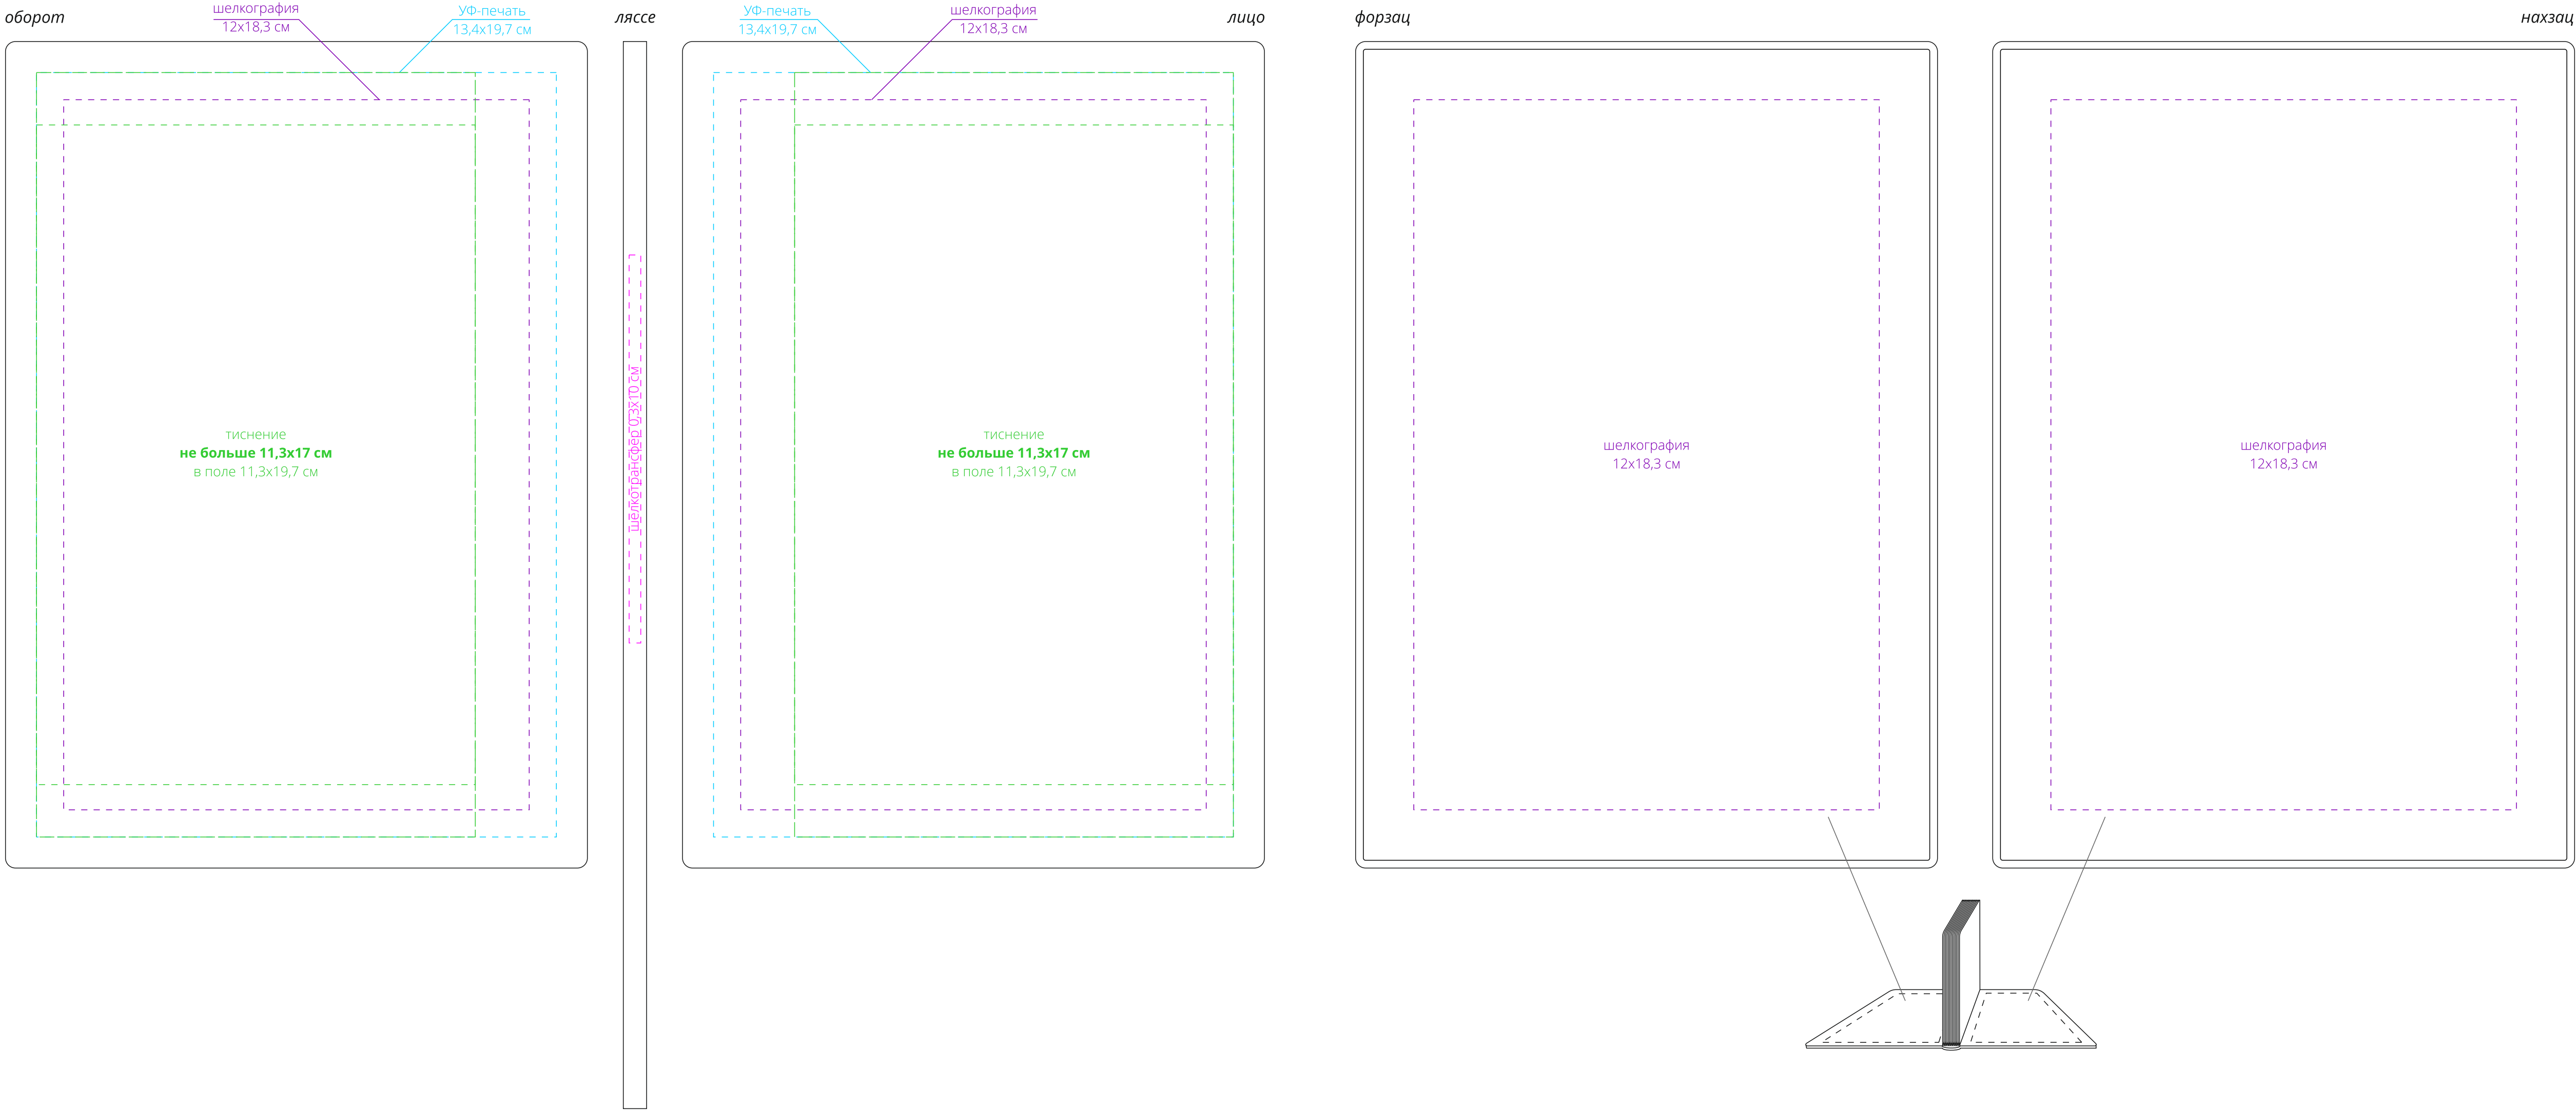 оборот
шелкография
12х18,3 см
УФ-печать
13,4х19,7 см
ляссе
УФ-печать
13,4х19,7 см
шелкография
12х18,3 см
лицо
форзац
нахзац
тиснение
не больше 11,3х17 см
в поле 11,3х19,7 см
шелкотрансфер 0,3х10 см
тиснение
не больше 11,3х17 см
в поле 11,3х19,7 см
шелкография
12х18,3 см
шелкография
12х18,3 см